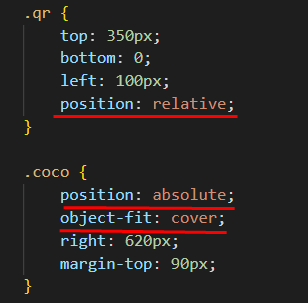 .qr {
top: 350px;
bottom: 0;
left: 100px;
position: relative;
}
.coco {
position: absolute;
object-fit: cover;
right: 620px;
margin-top: 90px;
}